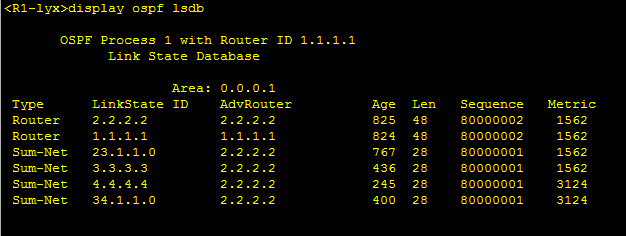 <R1-lyx>display ospf lsdb
OSPF Process 1 with Router ID 1.1.1.1
Link State Database
Area: 0.0.0.1
Type LinkState ID AdvRouter Age Len Sequence Metric
Router 2.2.2.2 2.2.2.2 825 48 80000002 1562
Router 1.1.1.1 1.1.1.1 824 48 80000002 1562
Sum-Net 23.1.1.0 2.2.2.2 767 28 80000001 1562
Sum-Net 3.3.3.3 2.2.2.2 436 28 80000001 1562
Sum-Net 4.4.4.4 2.2.2.2 245 28 80000001 3124
Sum-Net 34.1.1.0 2.2.2.2 400 28 80000001 3124